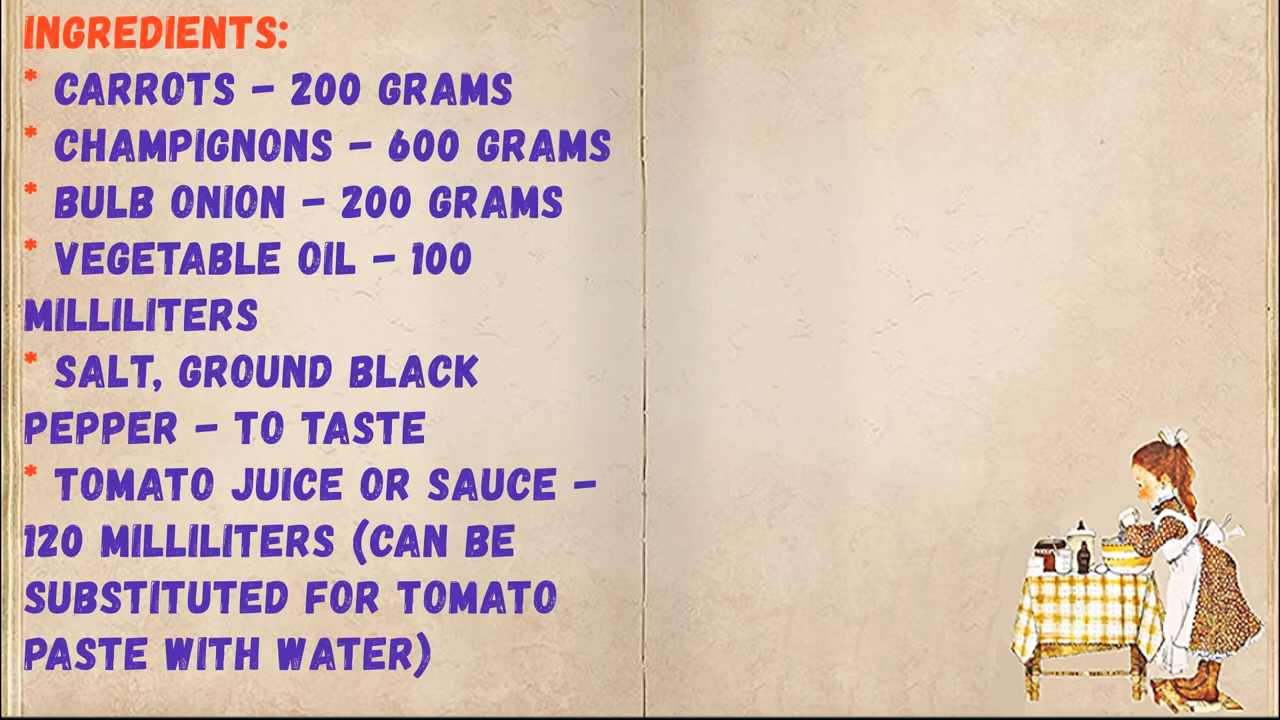 INGREDIENTS:
* CARROTS – 200 GRAMS
* CHAMPIGNONS – 600 GRAMS
* BULB ONION – 200 GRAMS
* VEGETABLE OIL – 100
MILLILITERS
* SALT, GROUND BLACK
PEPPER – TO TASTE
* TOMATO JUICE OR SAUCE –
120 MILLILITERS (CAN BE
SUBSTITUTED FOR TOMATO
PASTE WITH WATER)